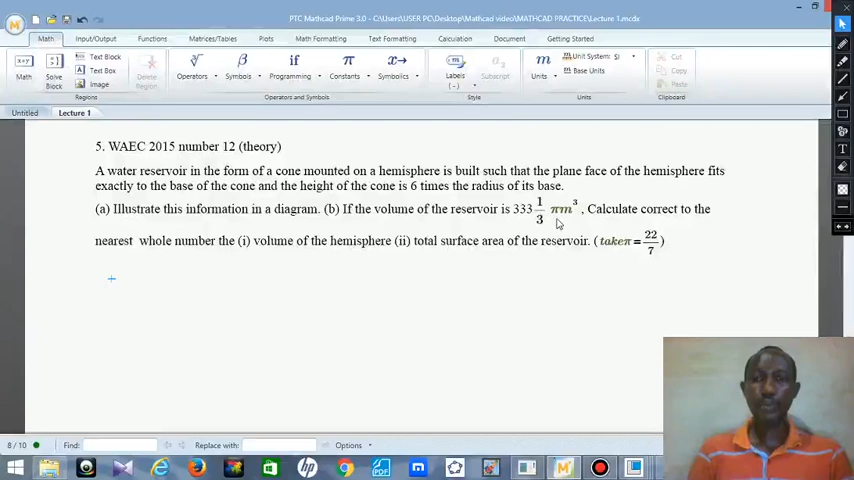 PTC Mathcad Prime 3.0 - C:\Users\USER PC\Desktop\Mathcad video\MATHCAD PRACTICE\Lecture 1.mcdx
Math Input/Output Matrices/Tables Plots Math Formatting Text Formatting Calculation Document Getting Started
Math
Solve Block
Text Block
Text Box
Image
Delete Region
Operators
Symbols
Programming
Constants
Symbolics
Labels
Subscript
Units
Unit System: SI
Base Units
Cut
Copy
Paste
Regions Operators and Symbols Style Units Clipboard
Untitled Lecture 1
5. WAEC 2015 number 12 (theory)
A water reservoir in the form of a cone mounted on a hemisphere is built such that the plane face of the hemisphere fits
exactly to the base of the cone and the height of the cone is 6 times the radius of its base.
(a) Illustrate this information in a diagram. (b) If the volume of the reservoir is 333 1/3 πm³ , Calculate correct to the
nearest whole number the (i) volume of the hemisphere (ii) total surface area of the reservoir. ( takeπ = 22/7 )
8 / 10 Find: Replace with: Options